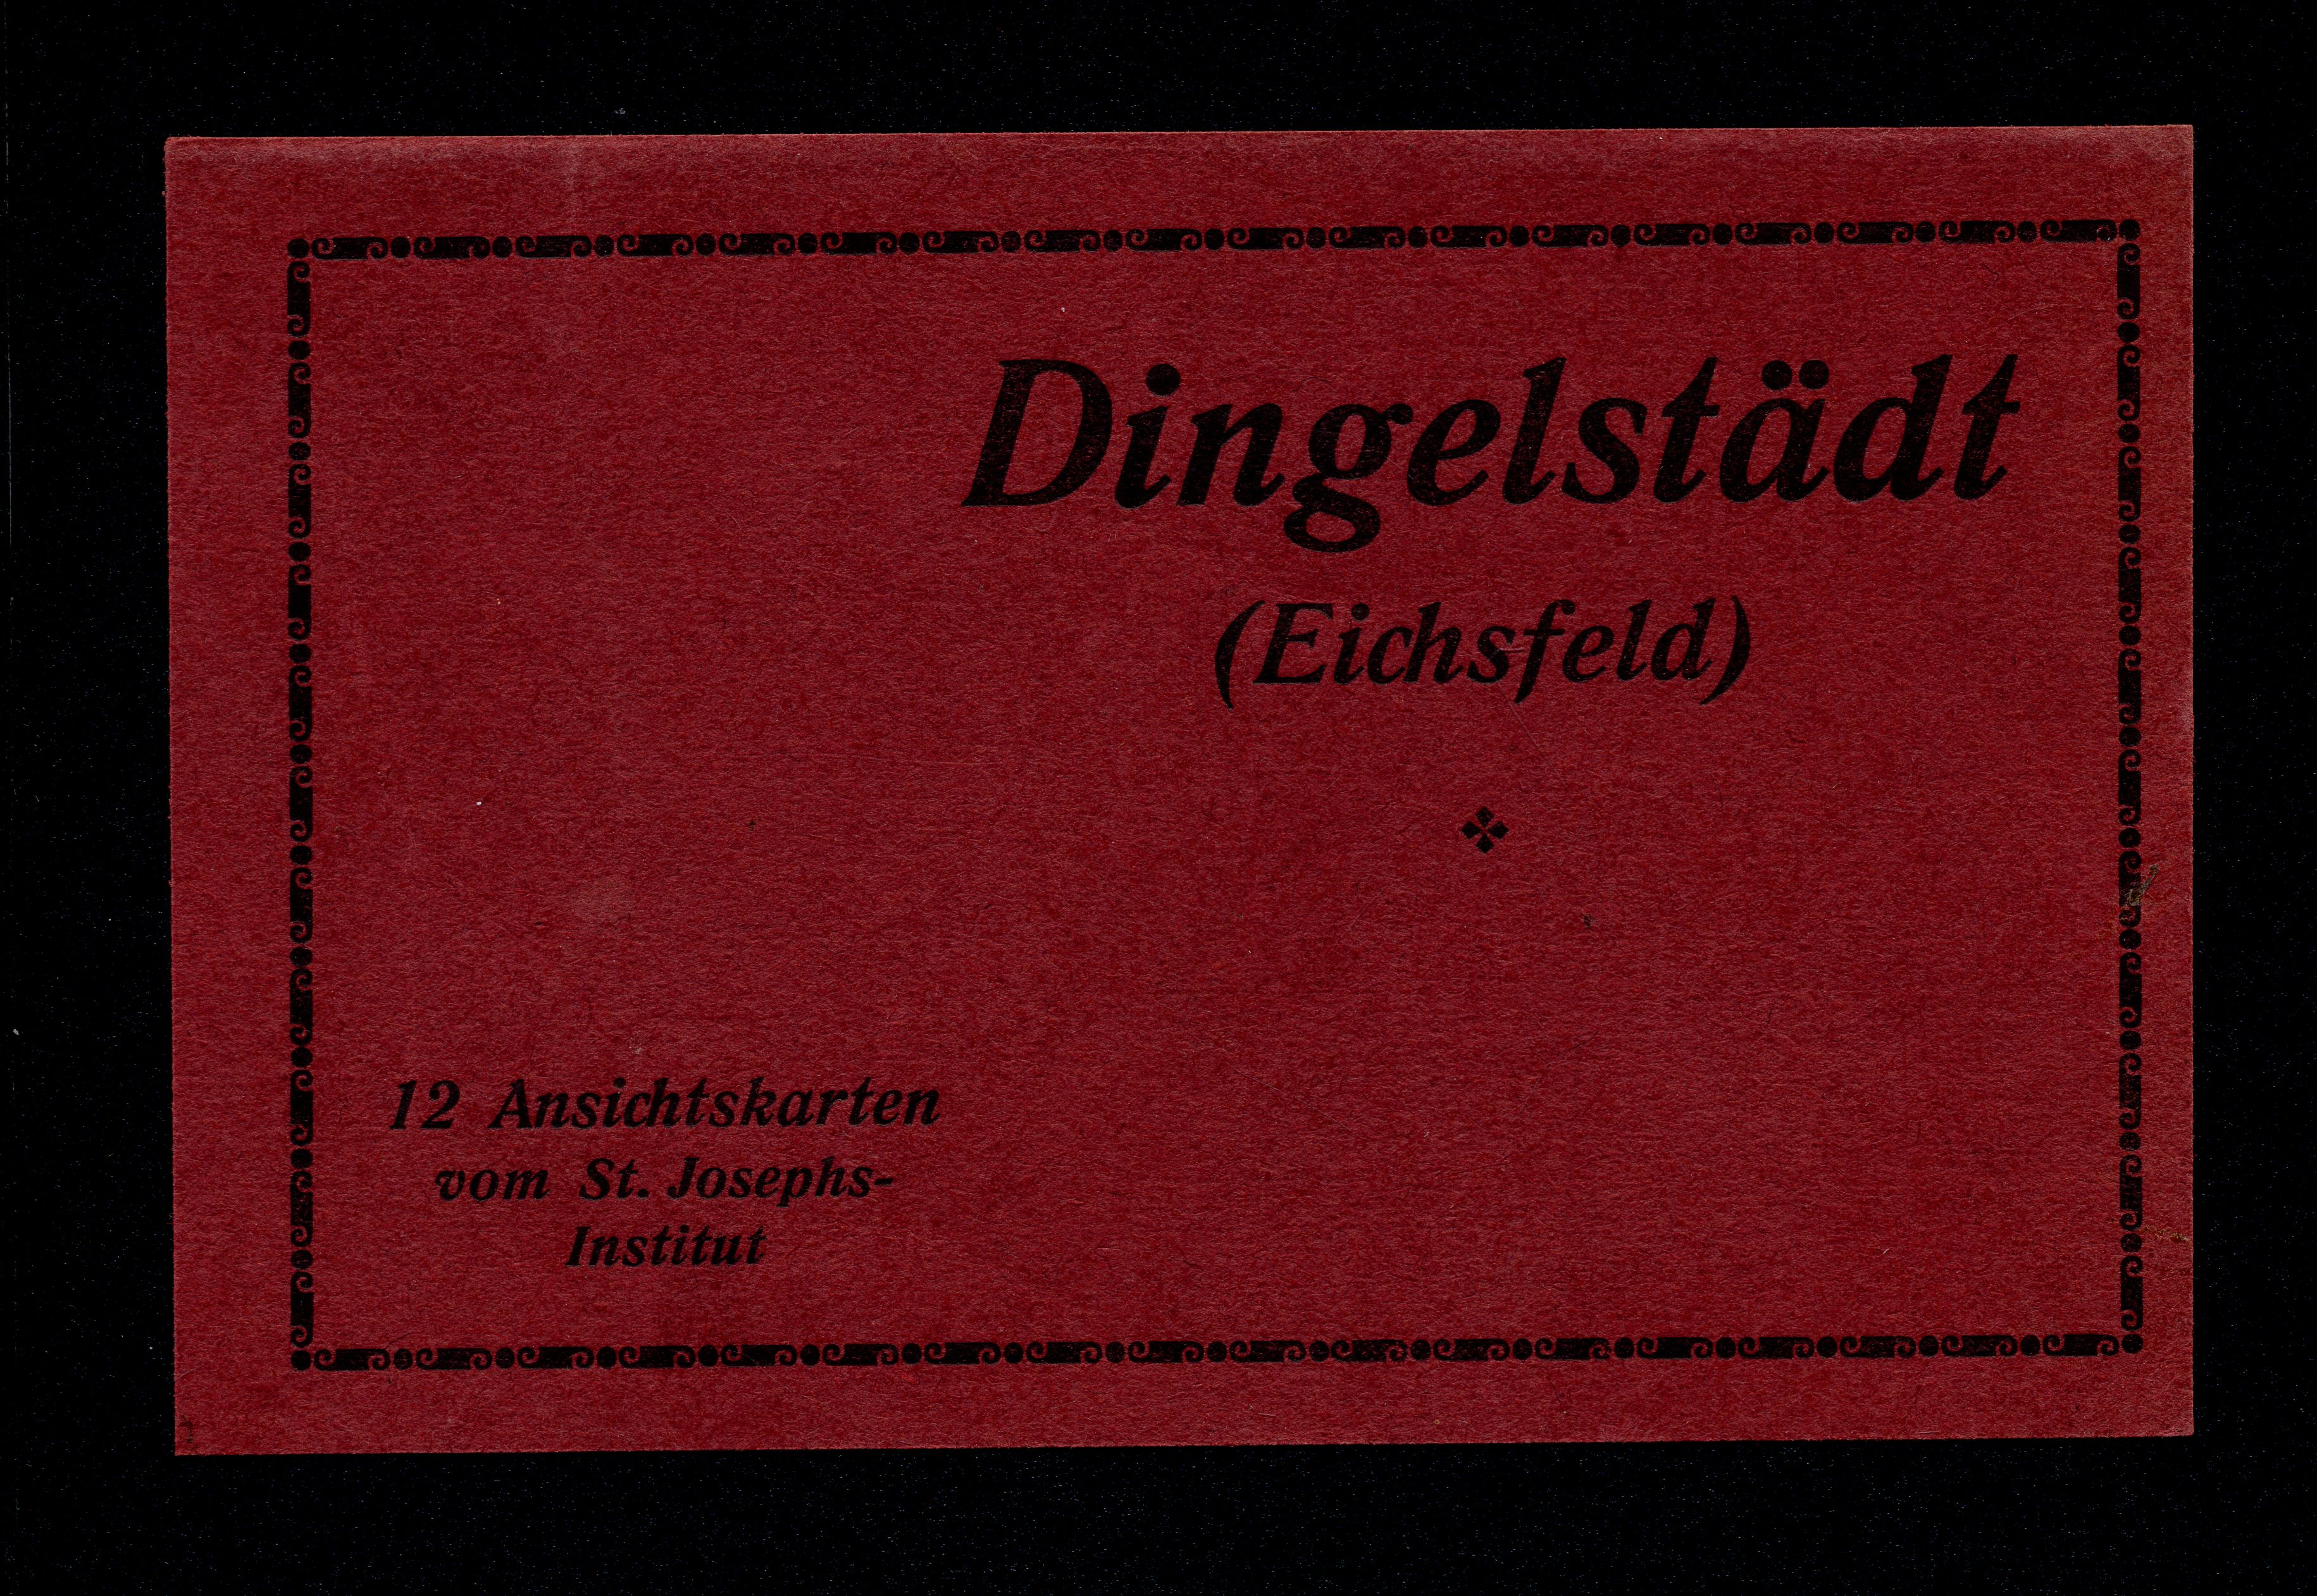 Dingelstädt
(Eichsfeld)
12 Ansichtskarten
vom St. Josephs-
Institut